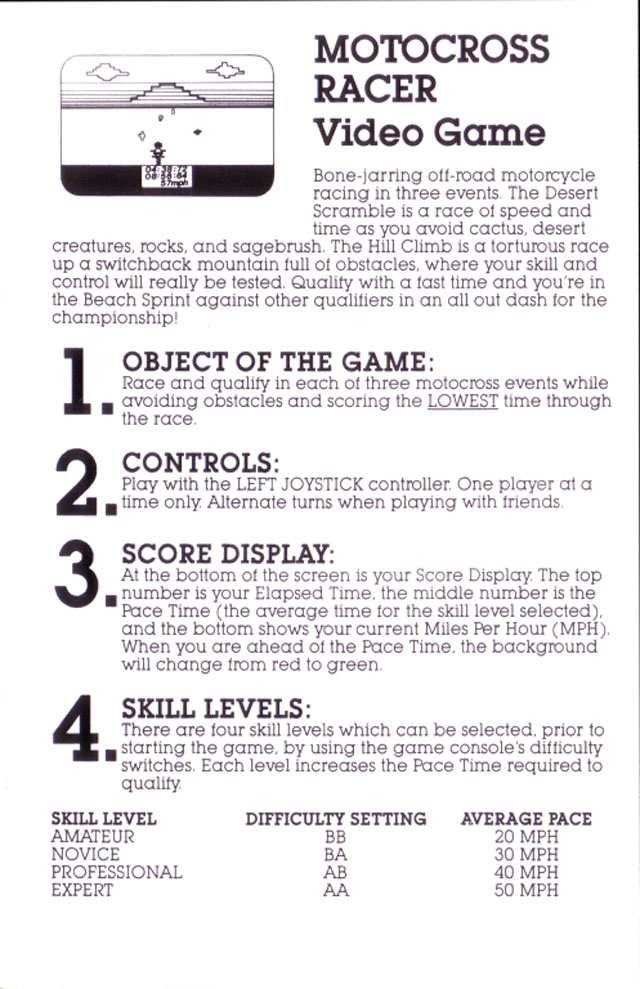 MOTOCROSS
RACER
Video Game
04:38:72
08:56:64
57mph
Bone-jarring off-road motorcycle
racing in three events. The Desert
Scramble is a race of speed and
time as you avoid cactus, desert
creatures, rocks, and sagebrush. The Hill Climb is a torturous race
up a switchback mountain full of obstacles, where your skill and
control will really be tested. Qualify with a fast time and you're in
the Beach Sprint against other qualifiers in an all out dash for the
championship!
1. OBJECT OF THE GAME:
Race and qualify in each of three motocross events while
avoiding obstacles and scoring the LOWEST time through
the race.
2. CONTROLS:
Play with the LEFT JOYSTICK controller. One player at a
time only. Alternate turns when playing with friends.
3. SCORE DISPLAY:
At the bottom of the screen is your Score Display. The top
number is your Elapsed Time, the middle number is the
Pace Time (the average time for the skill level selected),
and the bottom shows your current Miles Per Hour (MPH).
When you are ahead of the Pace Time, the background
will change from red to green.
4. SKILL LEVELS:
There are four skill levels which can be selected, prior to
starting the game, by using the game console's difficulty
switches. Each level increases the Pace Time required to
qualify.
SKILL LEVEL DIFFICULTY SETTING AVERAGE PACE
AMATEUR BB 20 MPH
NOVICE BA 30 MPH
PROFESSIONAL AB 40 MPH
EXPERT AA 50 MPH